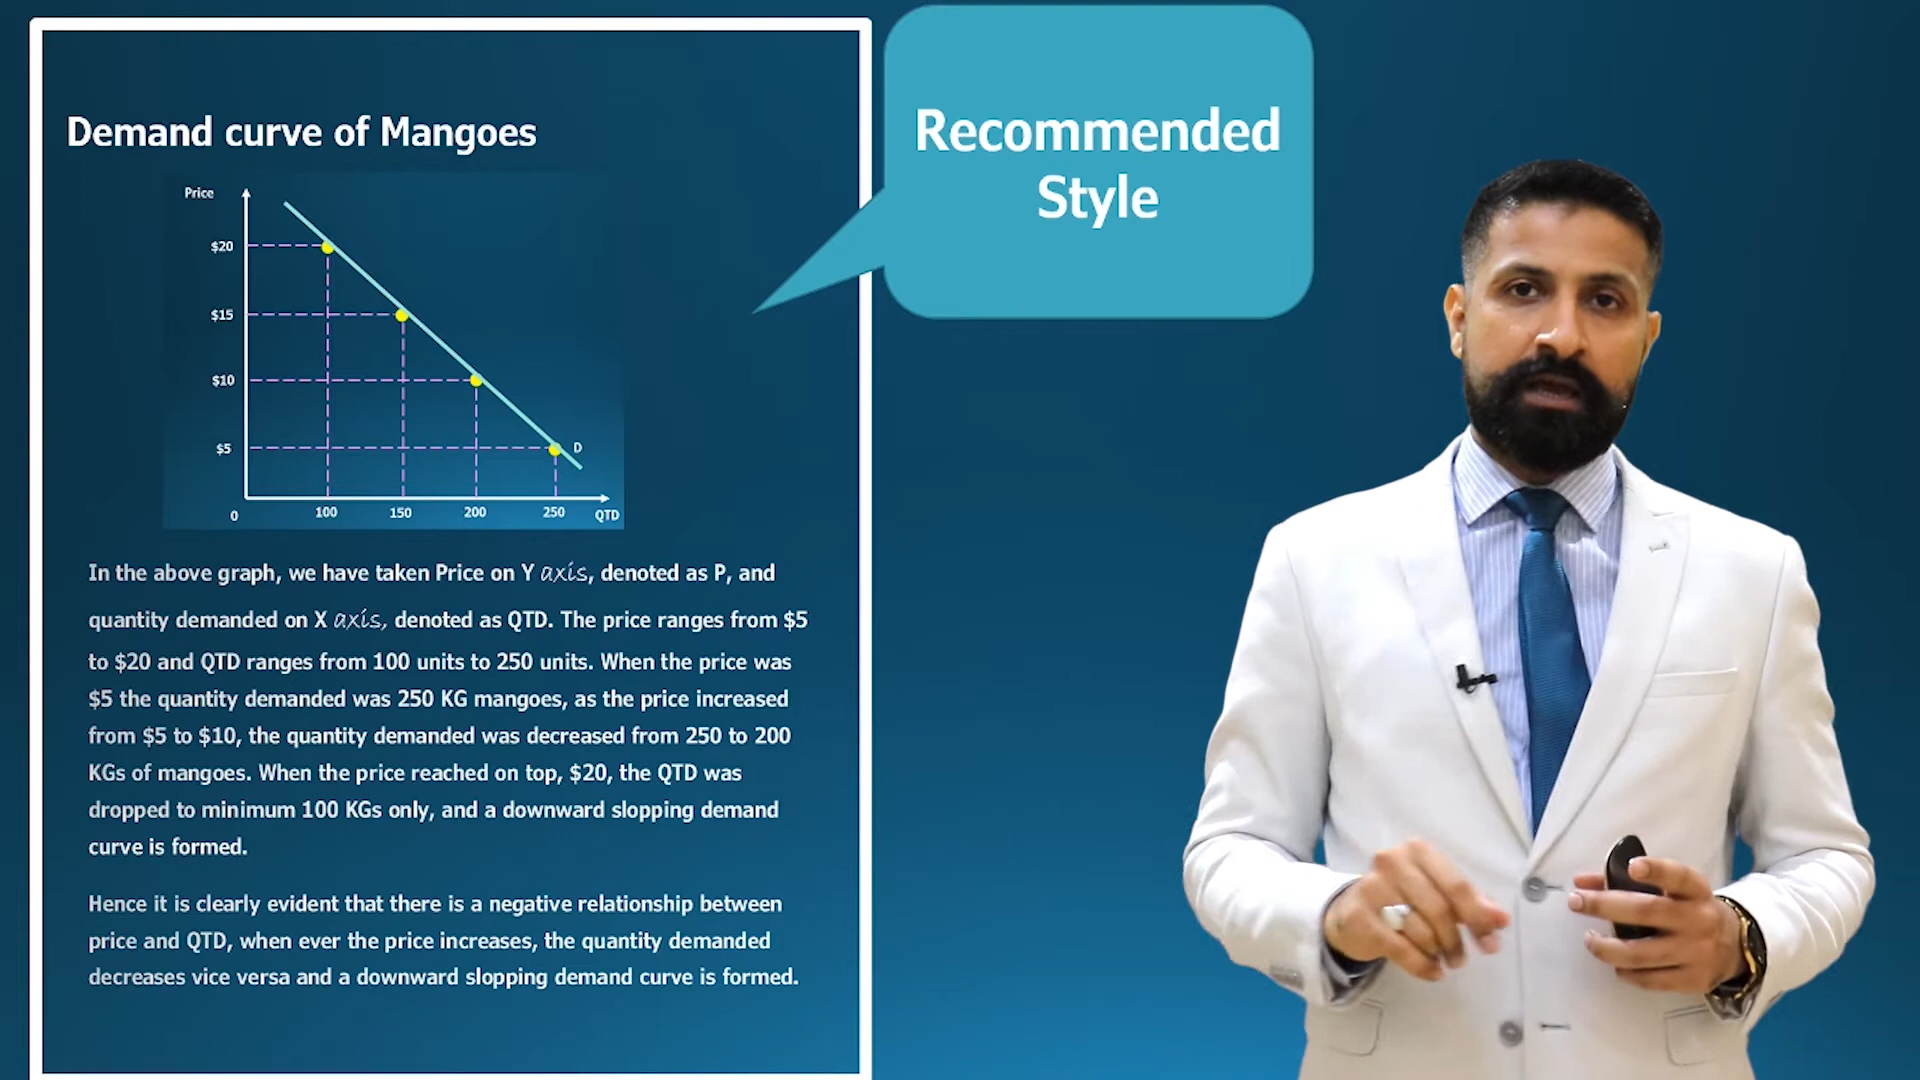 Demand curve of Mangoes
Price
$20
$15
$10
$5
D
0
100
150
200
250
QTD
In the above graph, we have taken Price on Y axis, denoted as P, and
quantity demanded on X axis, denoted as QTD. The price ranges from $5
to $20 and QTD ranges from 100 units to 250 units. When the price was
$5 the quantity demanded was 250 KG mangoes, as the price increased
from $5 to $10, the quantity demanded was decreased from 250 to 200
KGs of mangoes. When the price reached on top, $20, the QTD was
dropped to minimum 100 KGs only, and a downward slopping demand
curve is formed.
Hence it is clearly evident that there is a negative relationship between
price and QTD, when ever the price increases, the quantity demanded
decreases vice versa and a downward slopping demand curve is formed.
Recommended
Style